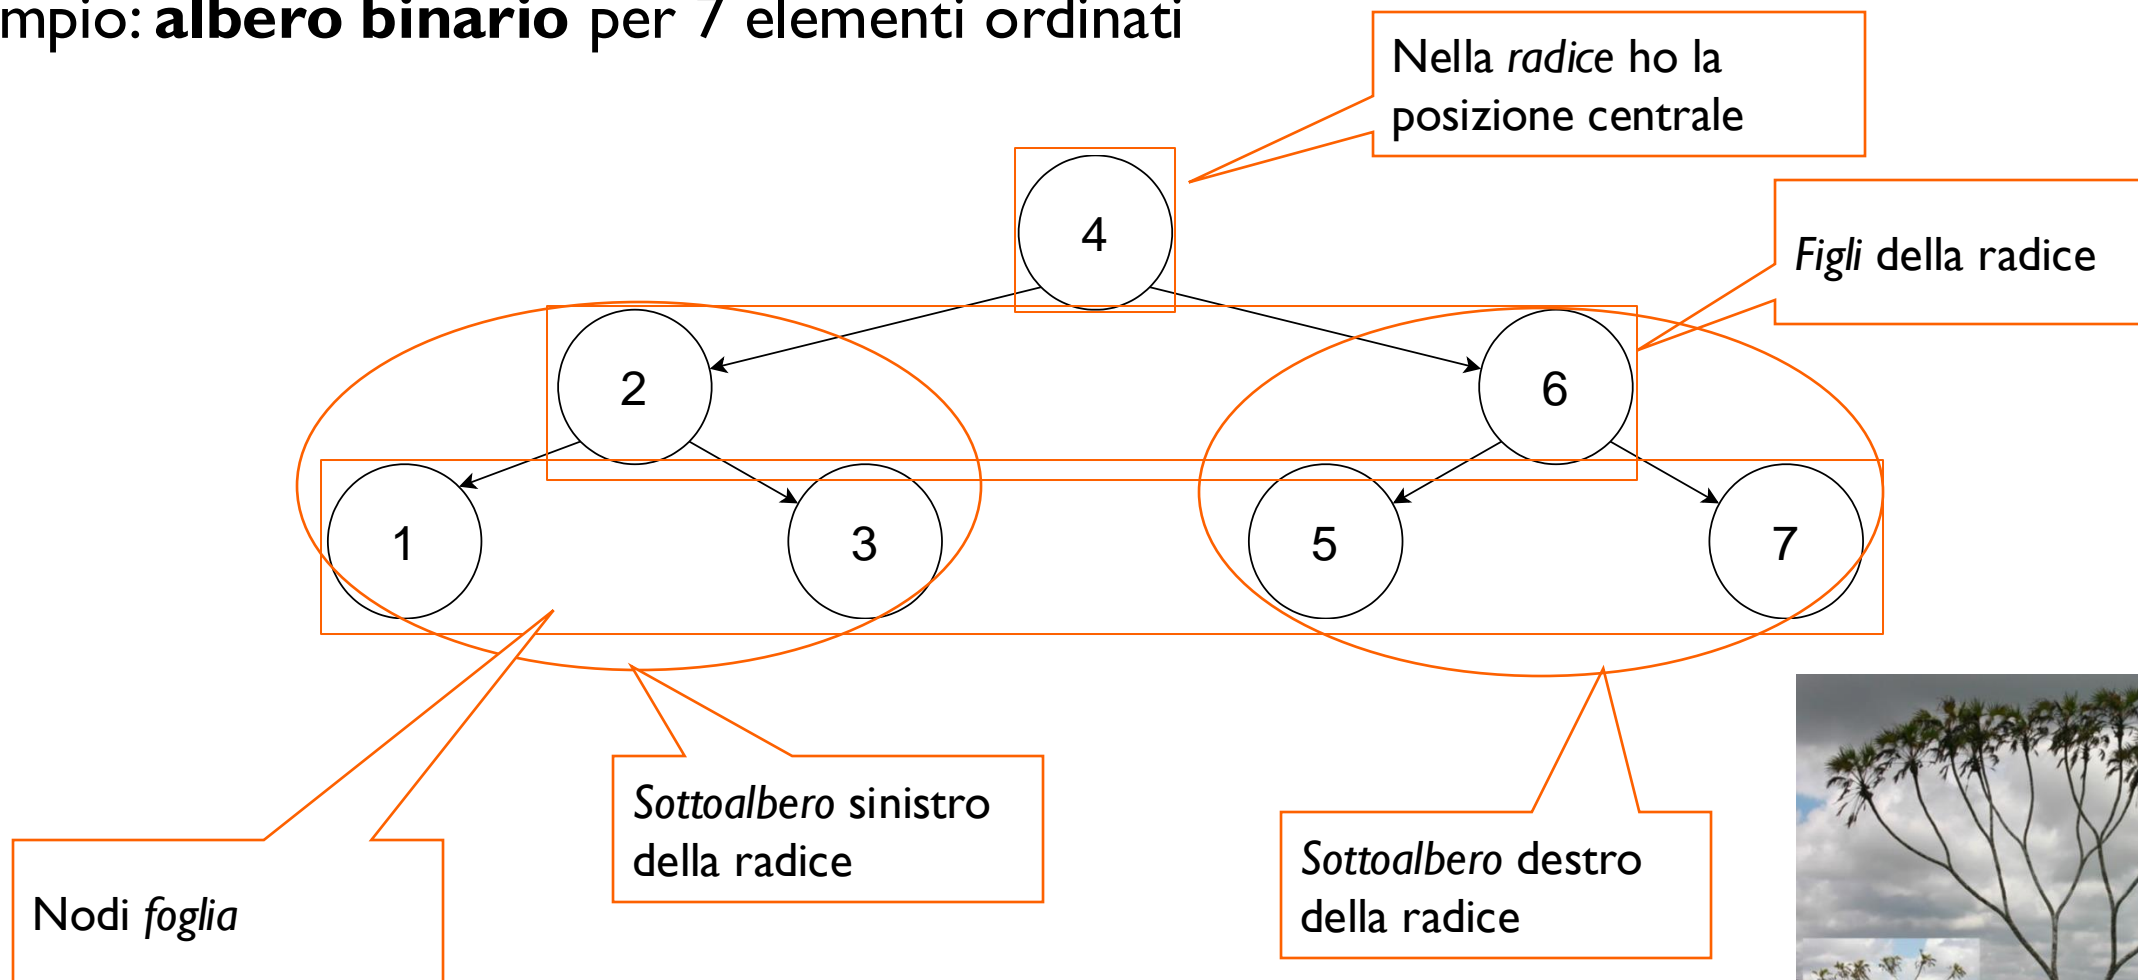 mpio: albero binario per 7 elementi ordinati
Nella radice ho la
posizione centrale
4
Figli della radice
2
6
1
3
5
7
Sottoalbero sinistro
della radice
Sottoalbero destro
della radice
Nodi foglia